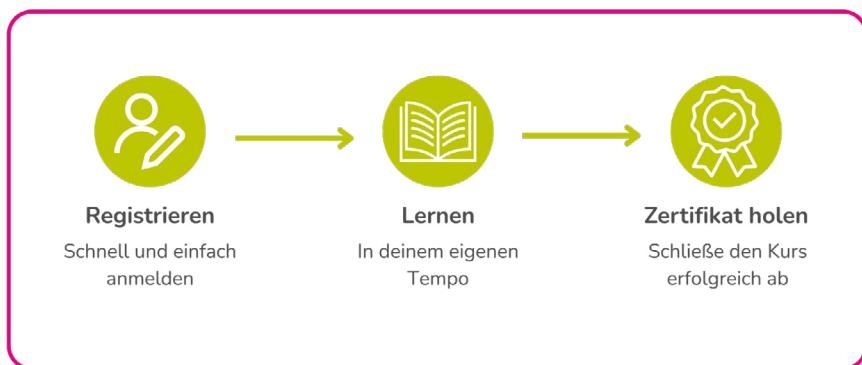 Registrieren
Schnell und einfach
anmelden
Lernen
In deinem eigenen
Tempo
Zertifikat holen
Schließe den Kurs
erfolgreich ab